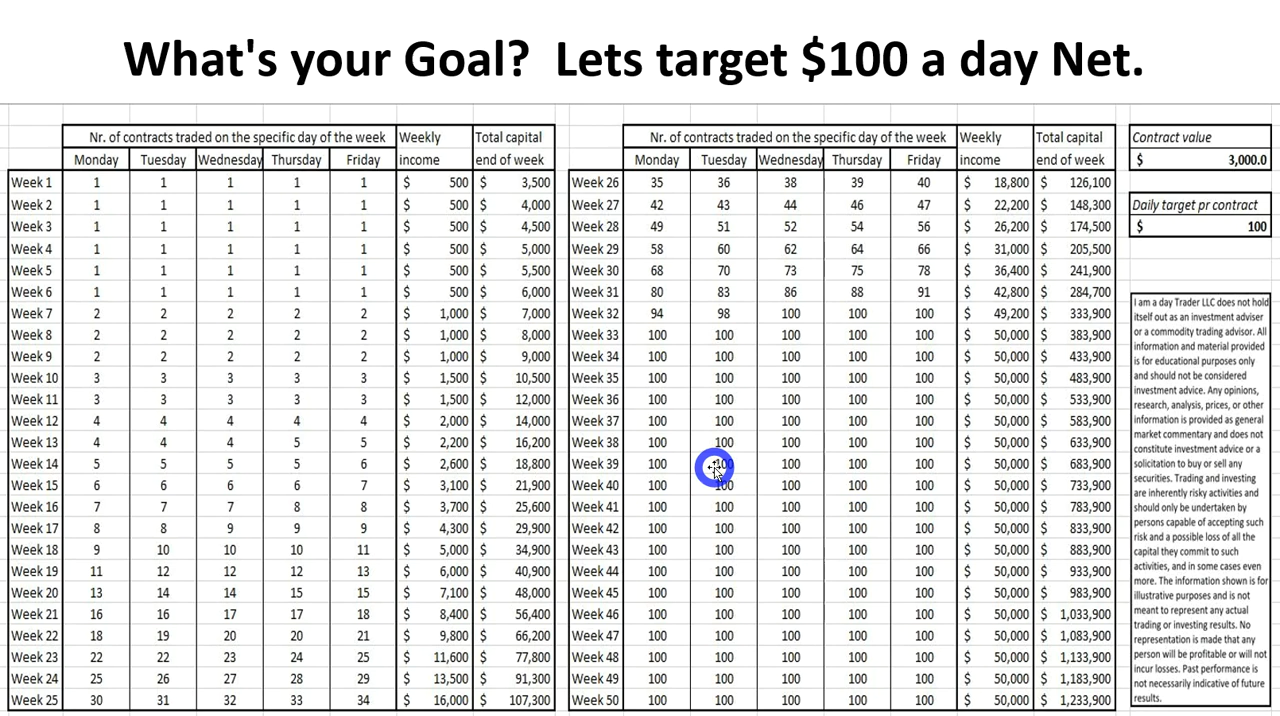 What's your Goal?  Lets target $100 a day Net.
Nr. of contracts traded on the specific day of the week Weekly Total capital
Monday Tuesday Wednesday Thursday Friday income end of week
Week 1 1 1 1 1 1 $ 500 $ 3,500
Week 2 1 1 1 1 1 $ 500 $ 4,000
Week 3 1 1 1 1 1 $ 500 $ 4,500
Week 4 1 1 1 1 1 $ 500 $ 5,000
Week 5 1 1 1 1 1 $ 500 $ 5,500
Week 6 1 1 1 1 1 $ 500 $ 6,000
Week 7 2 2 2 2 2 $ 1,000 $ 7,000
Week 8 2 2 2 2 2 $ 1,000 $ 8,000
Week 9 2 2 2 2 2 $ 1,000 $ 9,000
Week 10 3 3 3 3 3 $ 1,500 $ 10,500
Week 11 3 3 3 3 3 $ 1,500 $ 12,000
Week 12 4 4 4 4 4 $ 2,000 $ 14,000
Week 13 4 4 4 5 5 $ 2,200 $ 16,200
Week 14 5 5 5 5 6 $ 2,600 $ 18,800
Week 15 6 6 6 6 7 $ 3,100 $ 21,900
Week 16 7 7 7 8 8 $ 3,700 $ 25,600
Week 17 8 8 9 9 9 $ 4,300 $ 29,900
Week 18 9 10 10 10 11 $ 5,000 $ 34,900
Week 19 11 12 12 12 13 $ 6,000 $ 40,900
Week 20 13 14 14 15 15 $ 7,100 $ 48,000
Week 21 16 16 17 17 18 $ 8,400 $ 56,400
Week 22 18 19 20 20 21 $ 9,800 $ 66,200
Week 23 22 22 23 24 25 $ 11,600 $ 77,800
Week 24 25 26 27 28 29 $ 13,500 $ 91,300
Week 25 30 31 32 33 34 $ 16,000 $ 107,300
Nr. of contracts traded on the specific day of the week Weekly Total capital
Monday Tuesday Wednesday Thursday Friday income end of week
Week 26 35 36 38 39 40 $ 18,800 $ 126,100
Week 27 42 43 44 46 47 $ 22,200 $ 148,300
Week 28 49 51 52 54 56 $ 26,200 $ 174,500
Week 29 58 60 62 64 66 $ 31,000 $ 205,500
Week 30 68 70 73 75 78 $ 36,400 $ 241,900
Week 31 80 83 86 88 91 $ 42,800 $ 284,700
Week 32 94 98 100 100 100 $ 49,200 $ 333,900
Week 33 100 100 100 100 100 $ 50,000 $ 383,900
Week 34 100 100 100 100 100 $ 50,000 $ 433,900
Week 35 100 100 100 100 100 $ 50,000 $ 483,900
Week 36 100 100 100 100 100 $ 50,000 $ 533,900
Week 37 100 100 100 100 100 $ 50,000 $ 583,900
Week 38 100 100 100 100 100 $ 50,000 $ 633,900
Week 39 100 100 100 100 100 $ 50,000 $ 683,900
Week 40 100 100 100 100 100 $ 50,000 $ 733,900
Week 41 100 100 100 100 100 $ 50,000 $ 783,900
Week 42 100 100 100 100 100 $ 50,000 $ 833,900
Week 43 100 100 100 100 100 $ 50,000 $ 883,900
Week 44 100 100 100 100 100 $ 50,000 $ 933,900
Week 45 100 100 100 100 100 $ 50,000 $ 983,900
Week 46 100 100 100 100 100 $ 50,000 $ 1,033,900
Week 47 100 100 100 100 100 $ 50,000 $ 1,083,900
Week 48 100 100 100 100 100 $ 50,000 $ 1,133,900
Week 49 100 100 100 100 100 $ 50,000 $ 1,183,900
Week 50 100 100 100 100 100 $ 50,000 $ 1,233,900
Contract value
$ 3,000.0
Daily target pr contract
$ 100
I am a day Trader LLC does not hold
itself out as an investment adviser
or a commodity trading advisor. All
information and material provided
is for educational purposes only
and should not be considered
investment advice. Any opinions,
research, analysis, prices, or other
information is provided as general
market commentary and does not
constitute investment advice or a
solicitation to buy or sell any
securities. Trading and investing
are inherently risky activities and
should only be undertaken by
persons capable of accepting such
risk and a possible loss of all the
capital they commit to such
activities, and in some cases even
more. The information shown is for
illustrative purposes and is not
meant to represent any actual
trading or investing results. No
representation is made that any
person will be profitable or will not
incur losses. Past performance is
not necessarily indicative of future
results.